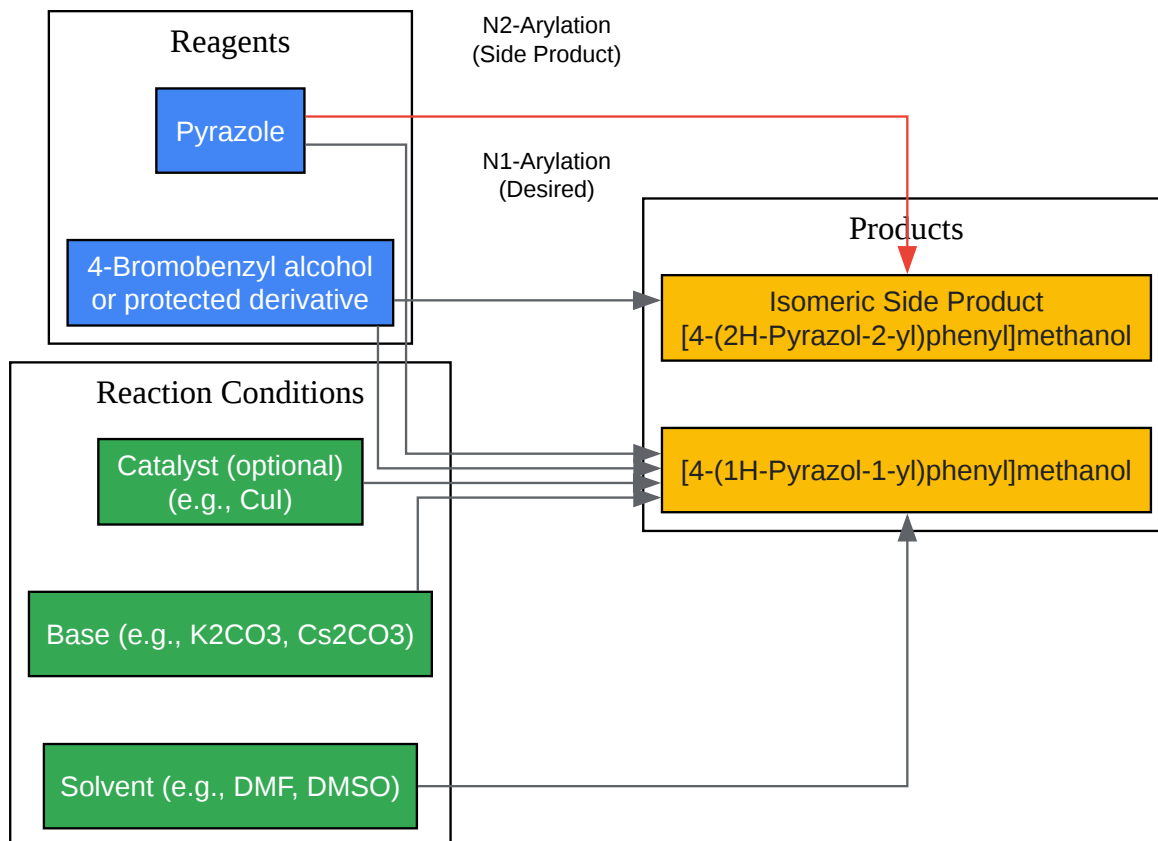 Reagents
Pyrazole
4-Bromobenzyl alcohol
or protected derivative
Reaction Conditions
Catalyst (optional)
(e.g., CuI)
Base (e.g., K2CO3, Cs2CO3)
Solvent (e.g., DMF, DMSO)
N2-Arylation
(Side Product)
N1-Arylation
(Desired)
Products
Isomeric Side Product
[4-(2H-Pyrazol-2-yl)phenyl]methanol
[4-(1H-Pyrazol-1-yl)phenyl]methanol